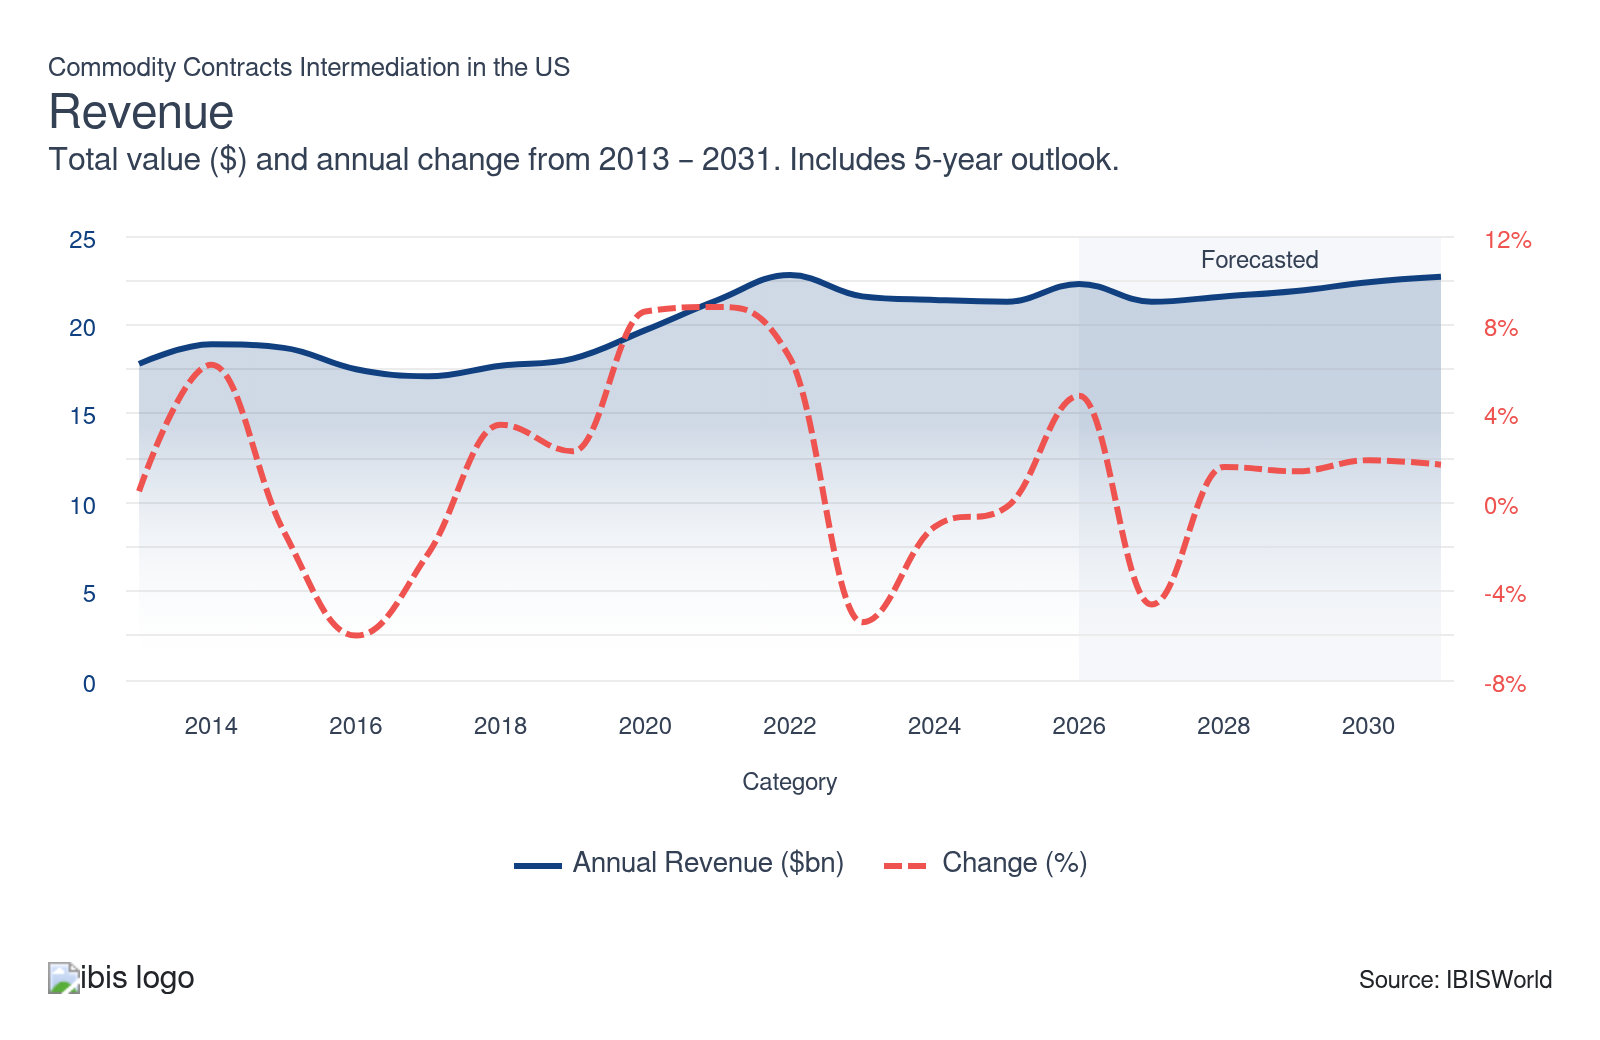 Commodity Contracts Intermediation in the US
Revenue
Total value ($) and annual change from 2013 – 2031. Includes 5-year outlook.
25
20
15
10
5
0
12%
8%
4%
0%
-4%
-8%
Forecasted
2014 2016 2018 2020 2022 2024 2026 2028 2030
Category
Annual Revenue ($bn) Change (%)
ibis logo
Source: IBISWorld